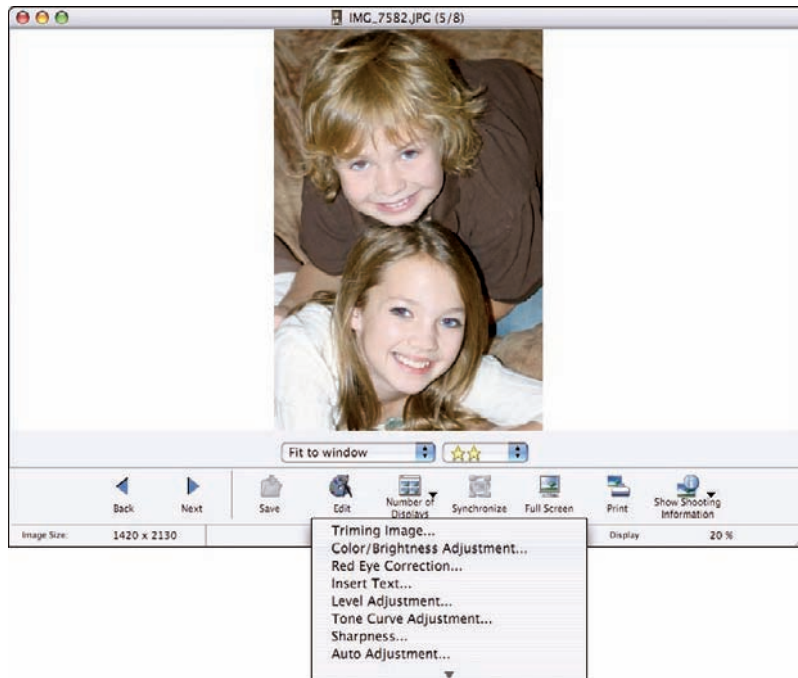 IMG_7582.JPG (5/8)
Fit to window
Back
Next
Save
Edit
Number of
Displays
Synchronize
Full Screen
Print
Show Shooting
Information
Image Size:
1420 x 2130
Display
20 %
Triming Image...
Color/Brightness Adjustment...
Red Eye Correction...
Insert Text...
Level Adjustment...
Tone Curve Adjustment...
Sharpness...
Auto Adjustment...